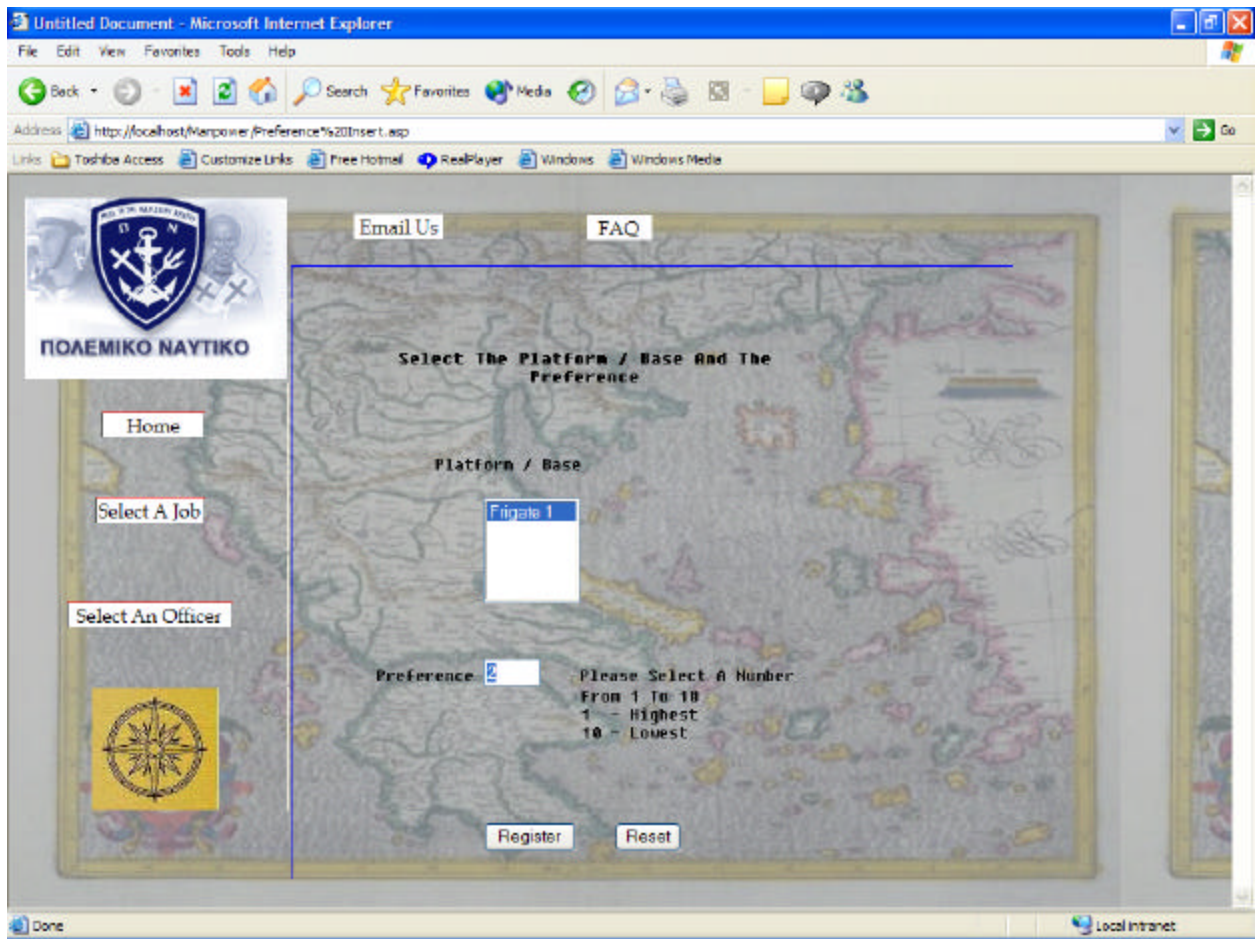 Untitled Document - Microsoft Internet Explorer
File Edit View Favorites Tools Help
Back Search Favorites Media
Address http://localhost/Manpower/Preference%20Insert.asp Go
Links Toshiba Access Customize Links Free Hotmail RealPlayer Windows Windows Media
Π Ν
Email Us FAQ
ΠΟΛΕΜΙΚΟ ΝΑΥΤΙΚΟ
Select The Platform / Base And The
Preference
Home
Platform / Base
Select A Job
Frigate 1
Select An Officer
Preference 2 Please Select A Number
From 1 To 10
1 - Highest
10 - Lowest
Register Reset
Done Local intranet